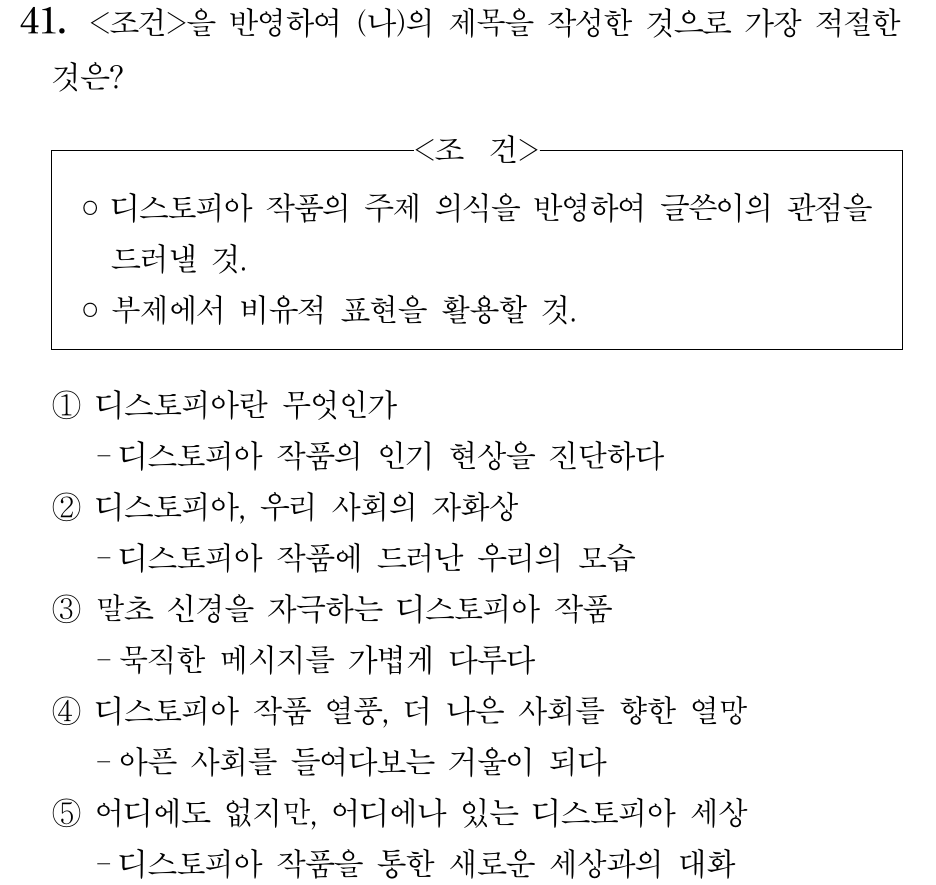 41. <조건>을 반영하여 (나)의 제목을 작성한 것으로 가장 적절한
것은?
<조 건>
○ 디스토피아 작품의 주제 의식을 반영하여 글쓴이의 관점을
드러낼 것.
○ 부제에서 비유적 표현을 활용할 것.
① 디스토피아란 무엇인가
- 디스토피아 작품의 인기 현상을 진단하다
② 디스토피아, 우리 사회의 자화상
- 디스토피아 작품에 드러난 우리의 모습
③ 말초 신경을 자극하는 디스토피아 작품
- 묵직한 메시지를 가볍게 다루다
④ 디스토피아 작품 열풍, 더 나은 사회를 향한 열망
- 아픈 사회를 들여다보는 거울이 되다
⑤ 어디에도 없지만, 어디에나 있는 디스토피아 세상
- 디스토피아 작품을 통한 새로운 세상과의 대화